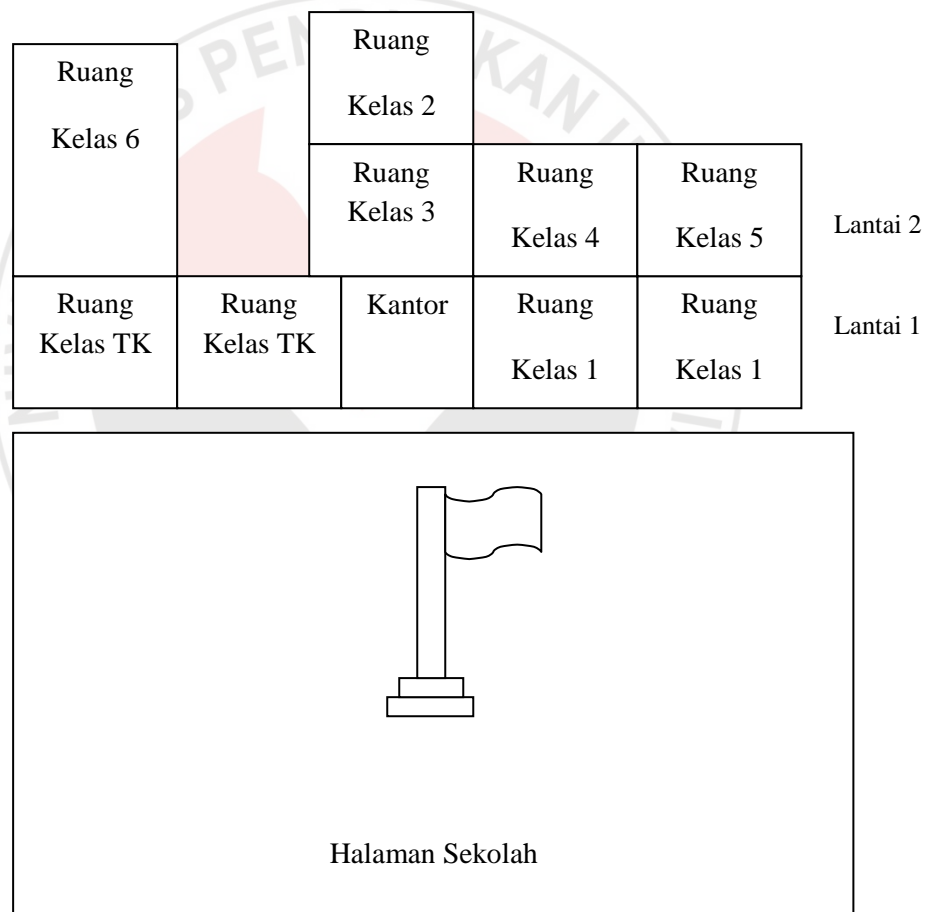 Ruang
Kelas 2
Ruang
Kelas 6
Ruang
Kelas 3
Ruang
Kelas 4
Ruang
Kelas 5
Lantai 2
Ruang
Kelas TK
Ruang
Kelas TK
Kantor
Ruang
Kelas 1
Ruang
Kelas 1
Lantai 1
Halaman Sekolah